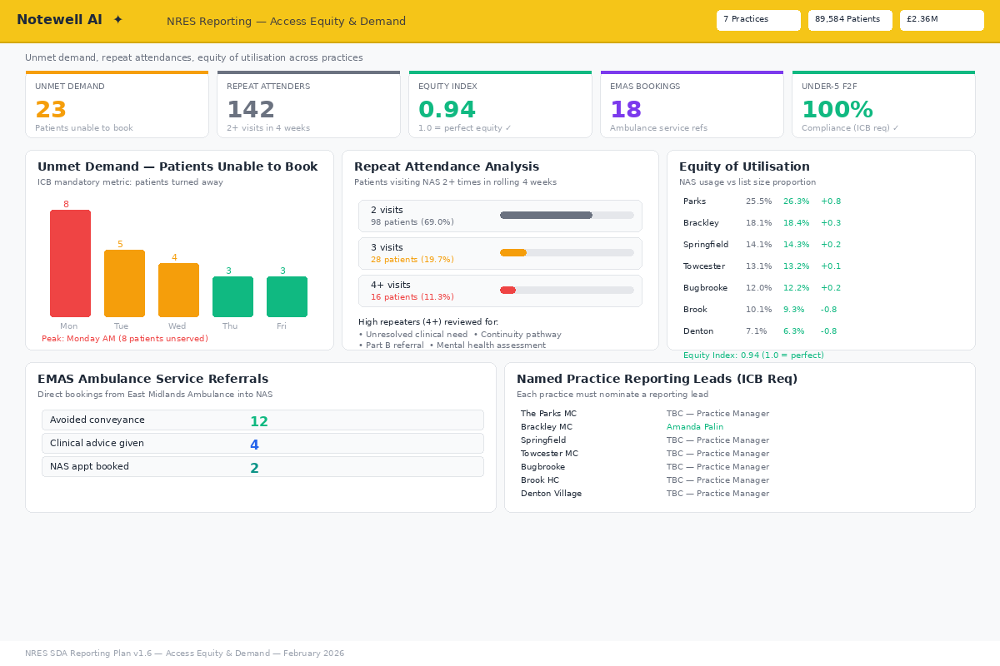 Notewell AI ✦
NRES Reporting — Access Equity & Demand
7 Practices
89,584 Patients
£2.36M
Unmet demand, repeat attendances, equity of utilisation across practices
UNMET DEMAND
23
Patients unable to book
REPEAT ATTENDERS
142
2+ visits in 4 weeks
EQUITY INDEX
0.94
1.0 = perfect equity ✓
EMAS BOOKINGS
18
Ambulance service refs
UNDER-5 F2F
100%
Compliance (ICB req) ✓
Unmet Demand — Patients Unable to Book
ICB mandatory metric: patients turned away
8
5
4
3
3
Mon
Tue
Wed
Thu
Fri
Peak: Monday AM (8 patients unserved)
Repeat Attendance Analysis
Patients visiting NAS 2+ times in rolling 4 weeks
2 visits
98 patients (69.0%)
3 visits
28 patients (19.7%)
4+ visits
16 patients (11.3%)
High repeaters (4+) reviewed for:
• Unresolved clinical need • Continuity pathway
• Part B referral • Mental health assessment
Equity of Utilisation
NAS usage vs list size proportion
Parks 25.5% 26.3% +0.8
Brackley 18.1% 18.4% +0.3
Springfield 14.1% 14.3% +0.2
Towcester 13.1% 13.2% +0.1
Bugbrooke 12.0% 12.2% +0.2
Brook 10.1% 9.3% -0.8
Denton 7.1% 6.3% -0.8
Equity Index: 0.94 (1.0 = perfect)
EMAS Ambulance Service Referrals
Direct bookings from East Midlands Ambulance into NAS
Avoided conveyance 12
Clinical advice given 4
NAS appt booked 2
Named Practice Reporting Leads (ICB Req)
Each practice must nominate a reporting lead
The Parks MC TBC — Practice Manager
Brackley MC Amanda Palin
Springfield TBC — Practice Manager
Towcester MC TBC — Practice Manager
Bugbrooke TBC — Practice Manager
Brook HC TBC — Practice Manager
Denton Village TBC — Practice Manager
NRES SDA Reporting Plan v1.6 — Access Equity & Demand — February 2026